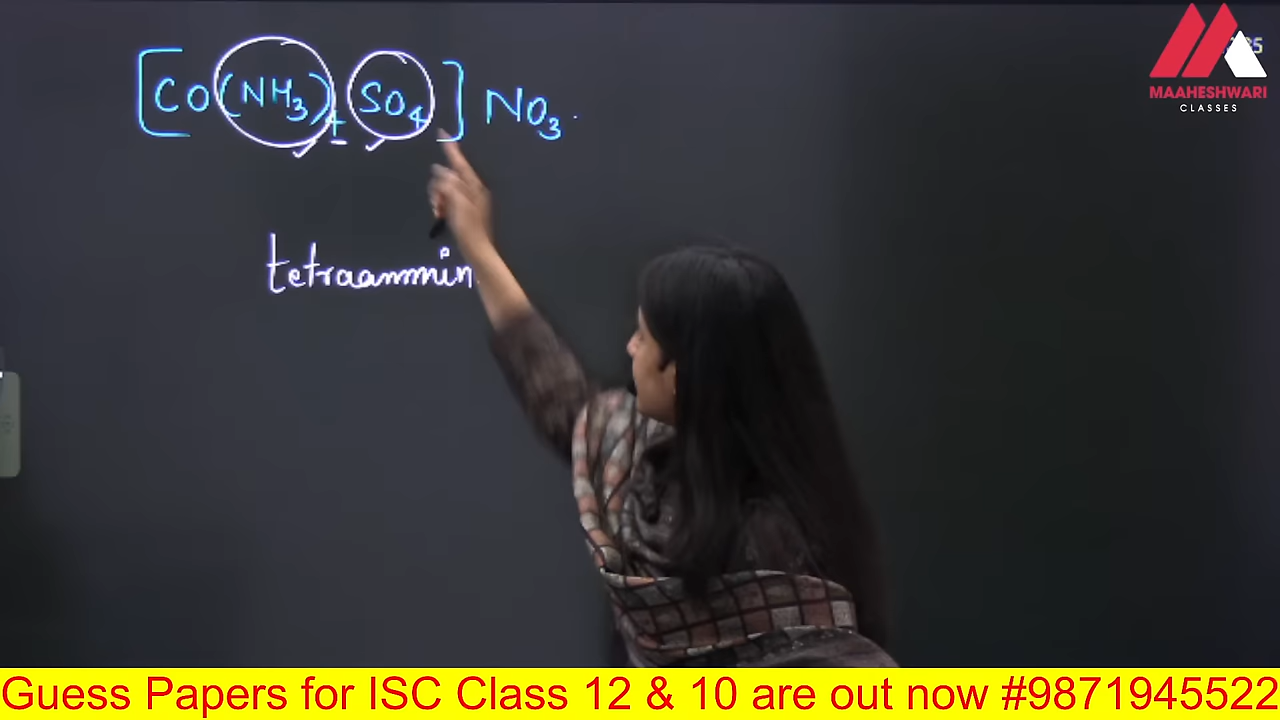 [Co(NH3)4 SO4] NO3.
MAAHESHWARI
CLASSES
tetraammin
Guess Papers for ISC Class 12 & 10 are out now #9871945522